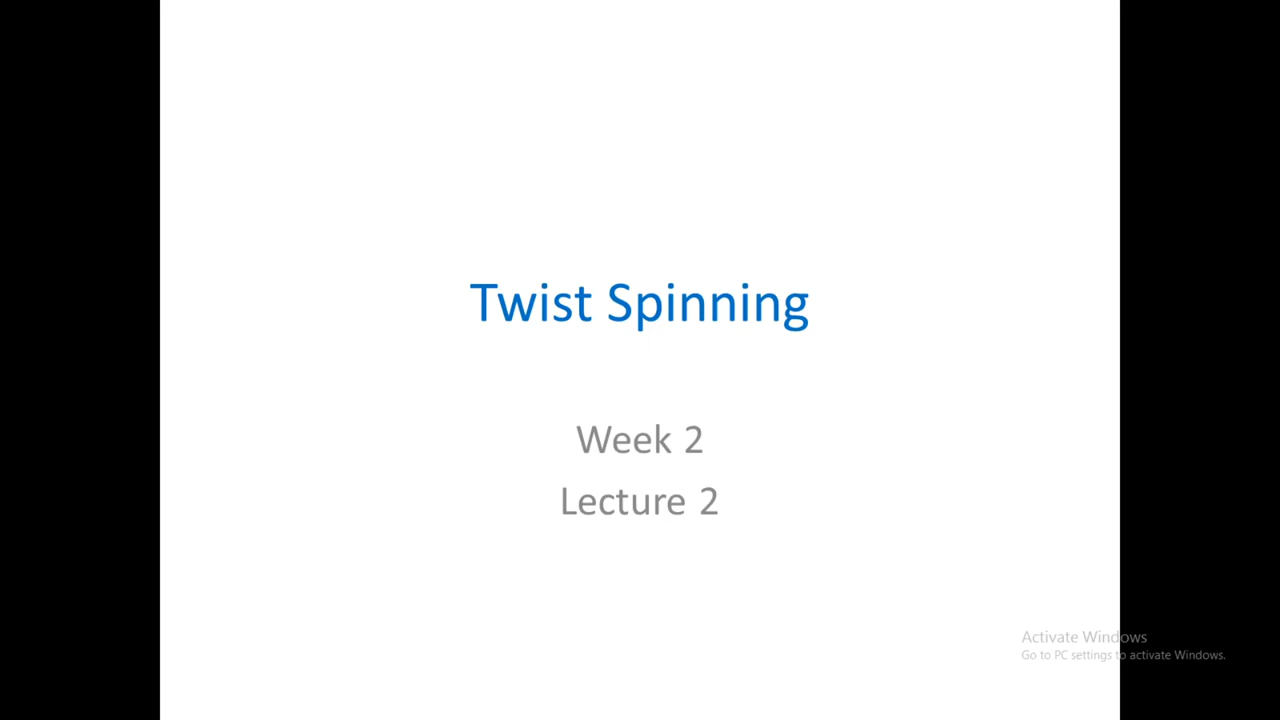 Twist Spinning
Week 2
Lecture 2
Activate Windows
Go to PC settings to activate Windows.